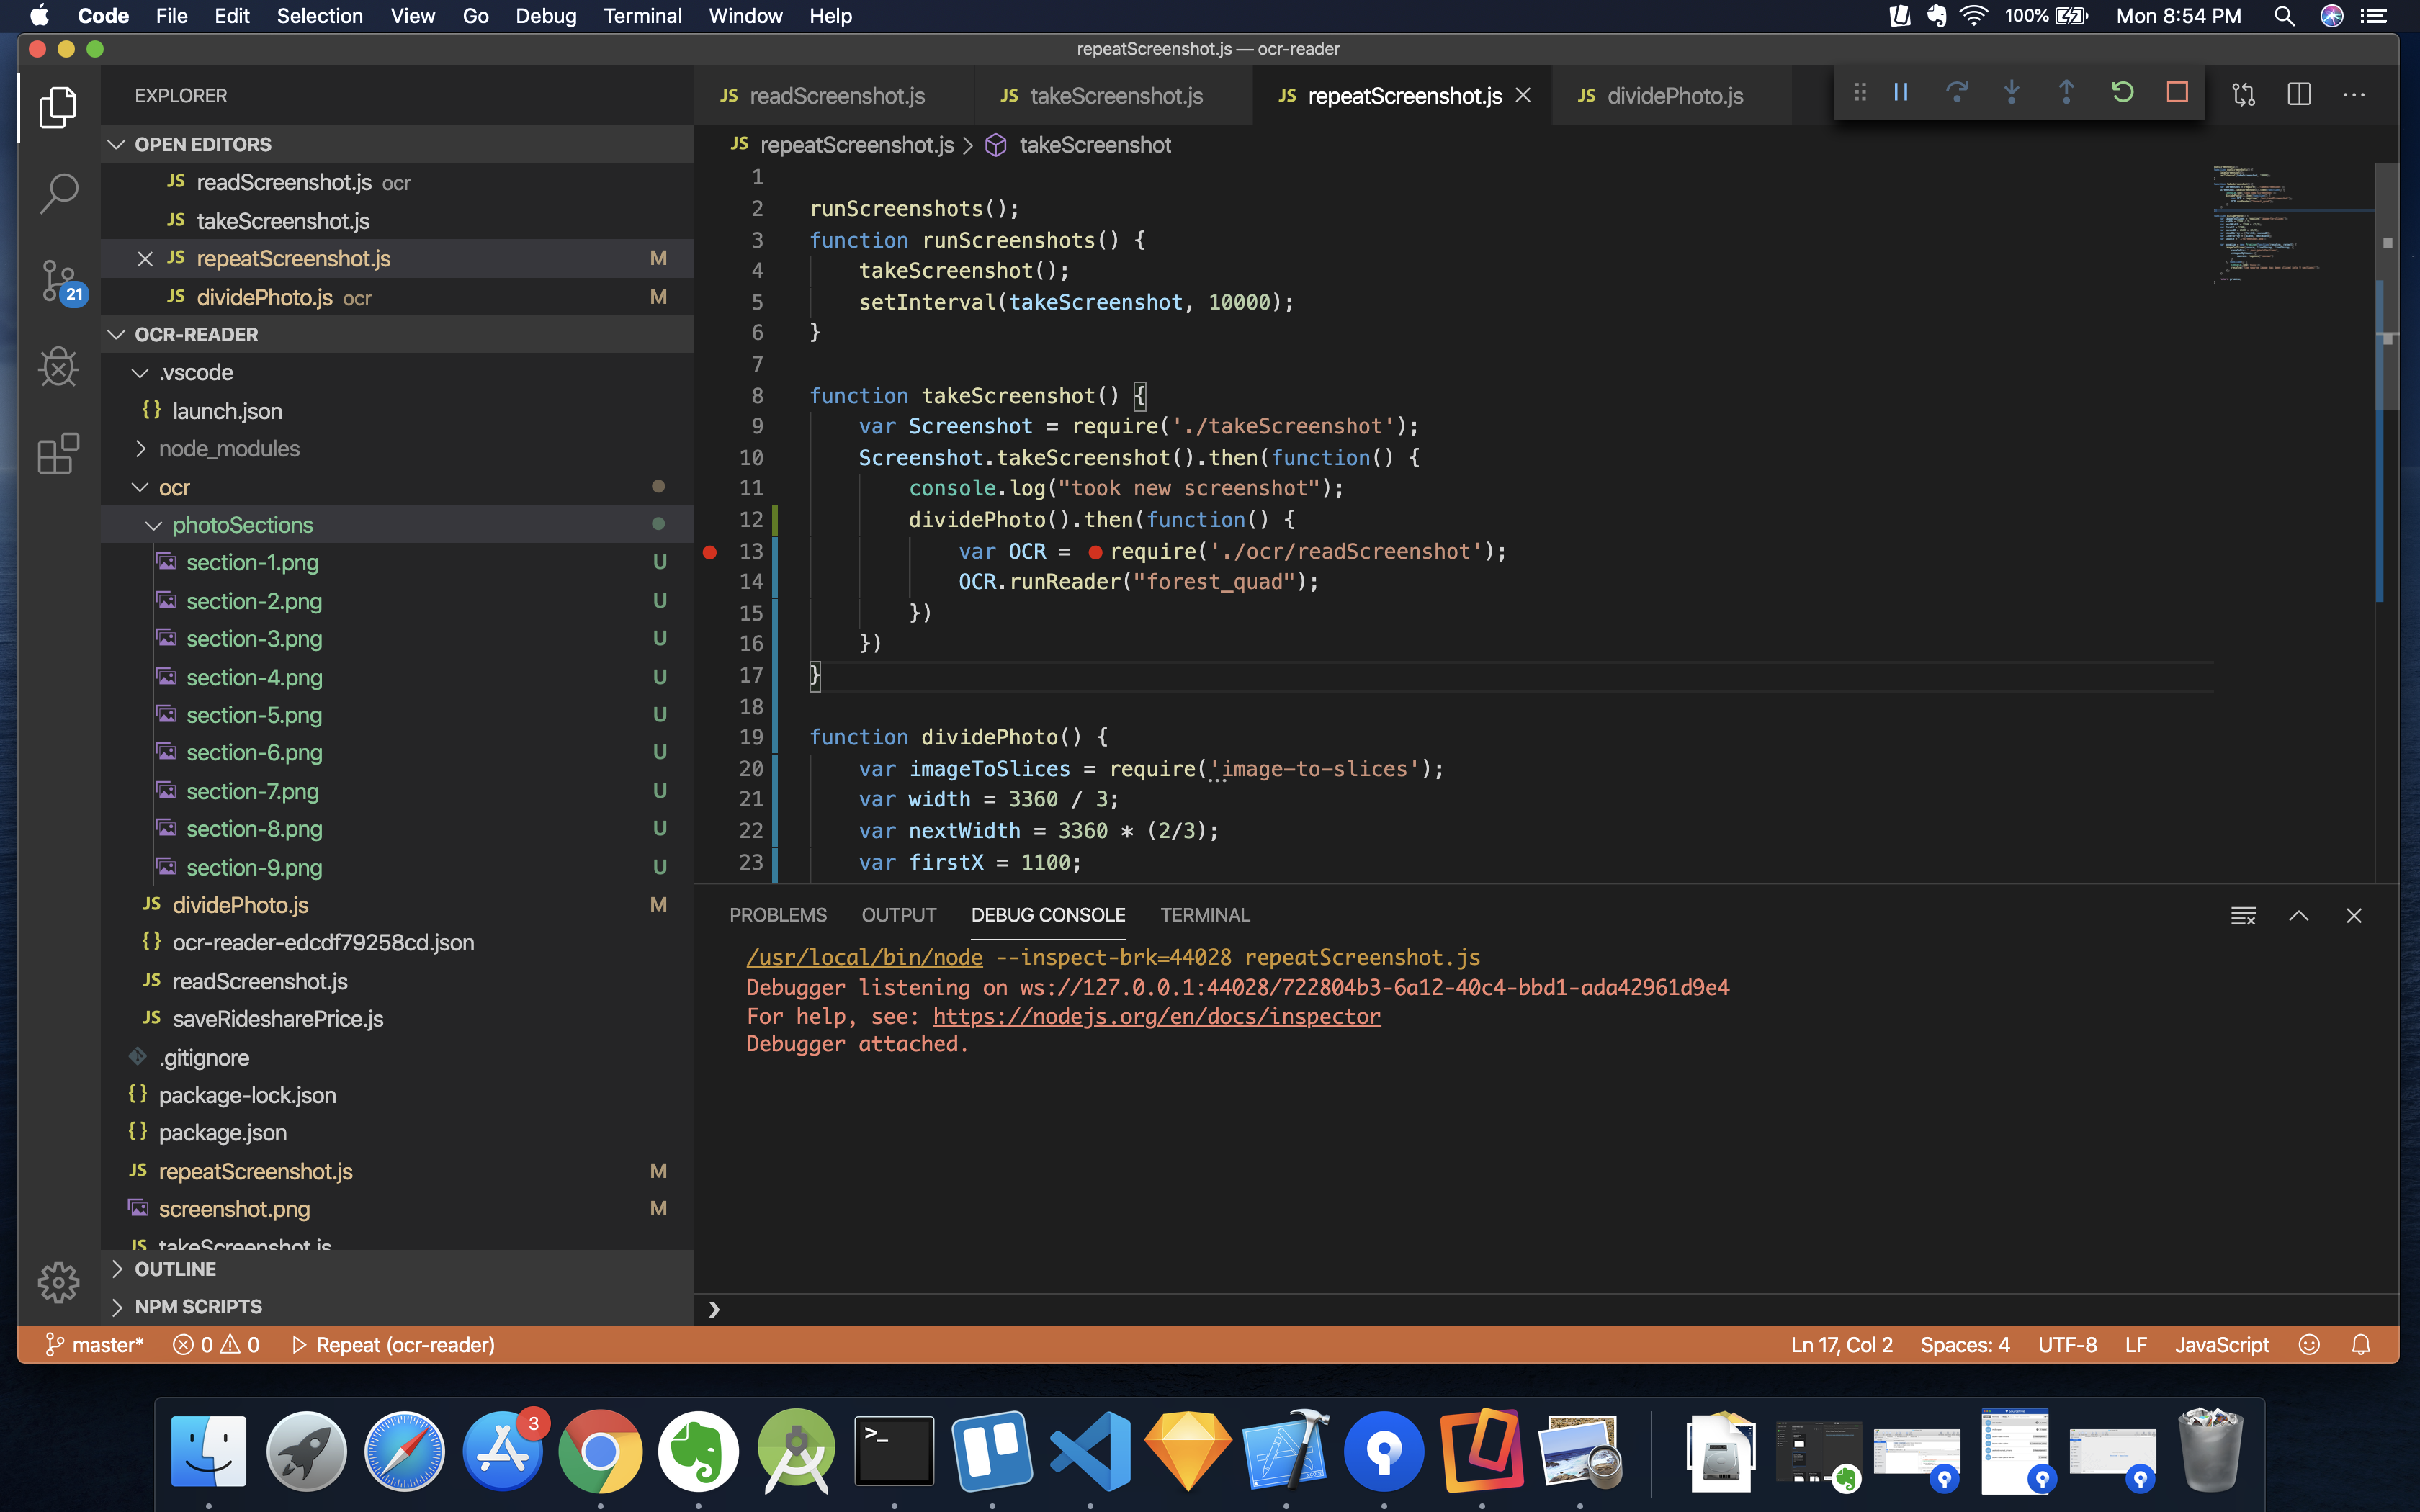 Code File Edit Selection View Go Debug Terminal Window Help 100% Mon 8:54 PM
repeatScreenshot.js — ocr-reader
EXPLORER
OPEN EDITORS
JS readScreenshot.js ocr
JS takeScreenshot.js
JS repeatScreenshot.js M
JS dividePhoto.js ocr M
OCR-READER
.vscode
{} launch.json
node_modules
ocr
photoSections
section-1.png U
section-2.png U
section-3.png U
section-4.png U
section-5.png U
section-6.png U
section-7.png U
section-8.png U
section-9.png U
JS dividePhoto.js M
{} ocr-reader-edcdf79258cd.json
JS readScreenshot.js
JS saveRidesharePrice.js
.gitignore
{} package-lock.json
{} package.json
JS repeatScreenshot.js M
screenshot.png M
JS takeScreenshot.js
OUTLINE
NPM SCRIPTS
21
JS readScreenshot.js JS takeScreenshot.js JS repeatScreenshot.js JS dividePhoto.js
JS repeatScreenshot.js > takeScreenshot
1
2 runScreenshots();
3 function runScreenshots() {
4 takeScreenshot();
5 setInterval(takeScreenshot, 10000);
6 }
7
8 function takeScreenshot() {
9 var Screenshot = require('./takeScreenshot');
10 Screenshot.takeScreenshot().then(function() {
11 console.log("took new screenshot");
12 dividePhoto().then(function() {
13 var OCR = require('./ocr/readScreenshot');
14 OCR.runReader("forest_quad");
15 })
16 })
17 }
18
19 function dividePhoto() {
20 var imageToSlices = require('image-to-slices');
21 var width = 3360 / 3;
22 var nextWidth = 3360 * (2/3);
23 var firstX = 1100;
PROBLEMS OUTPUT DEBUG CONSOLE TERMINAL
/usr/local/bin/node --inspect-brk=44028 repeatScreenshot.js
Debugger listening on ws://127.0.0.1:44028/722804b3-6a12-40c4-bbd1-ada42961d9e4
For help, see: https://nodejs.org/en/docs/inspector
Debugger attached.
master* 0 0 Repeat (ocr-reader) Ln 17, Col 2 Spaces: 4 UTF-8 LF JavaScript
3